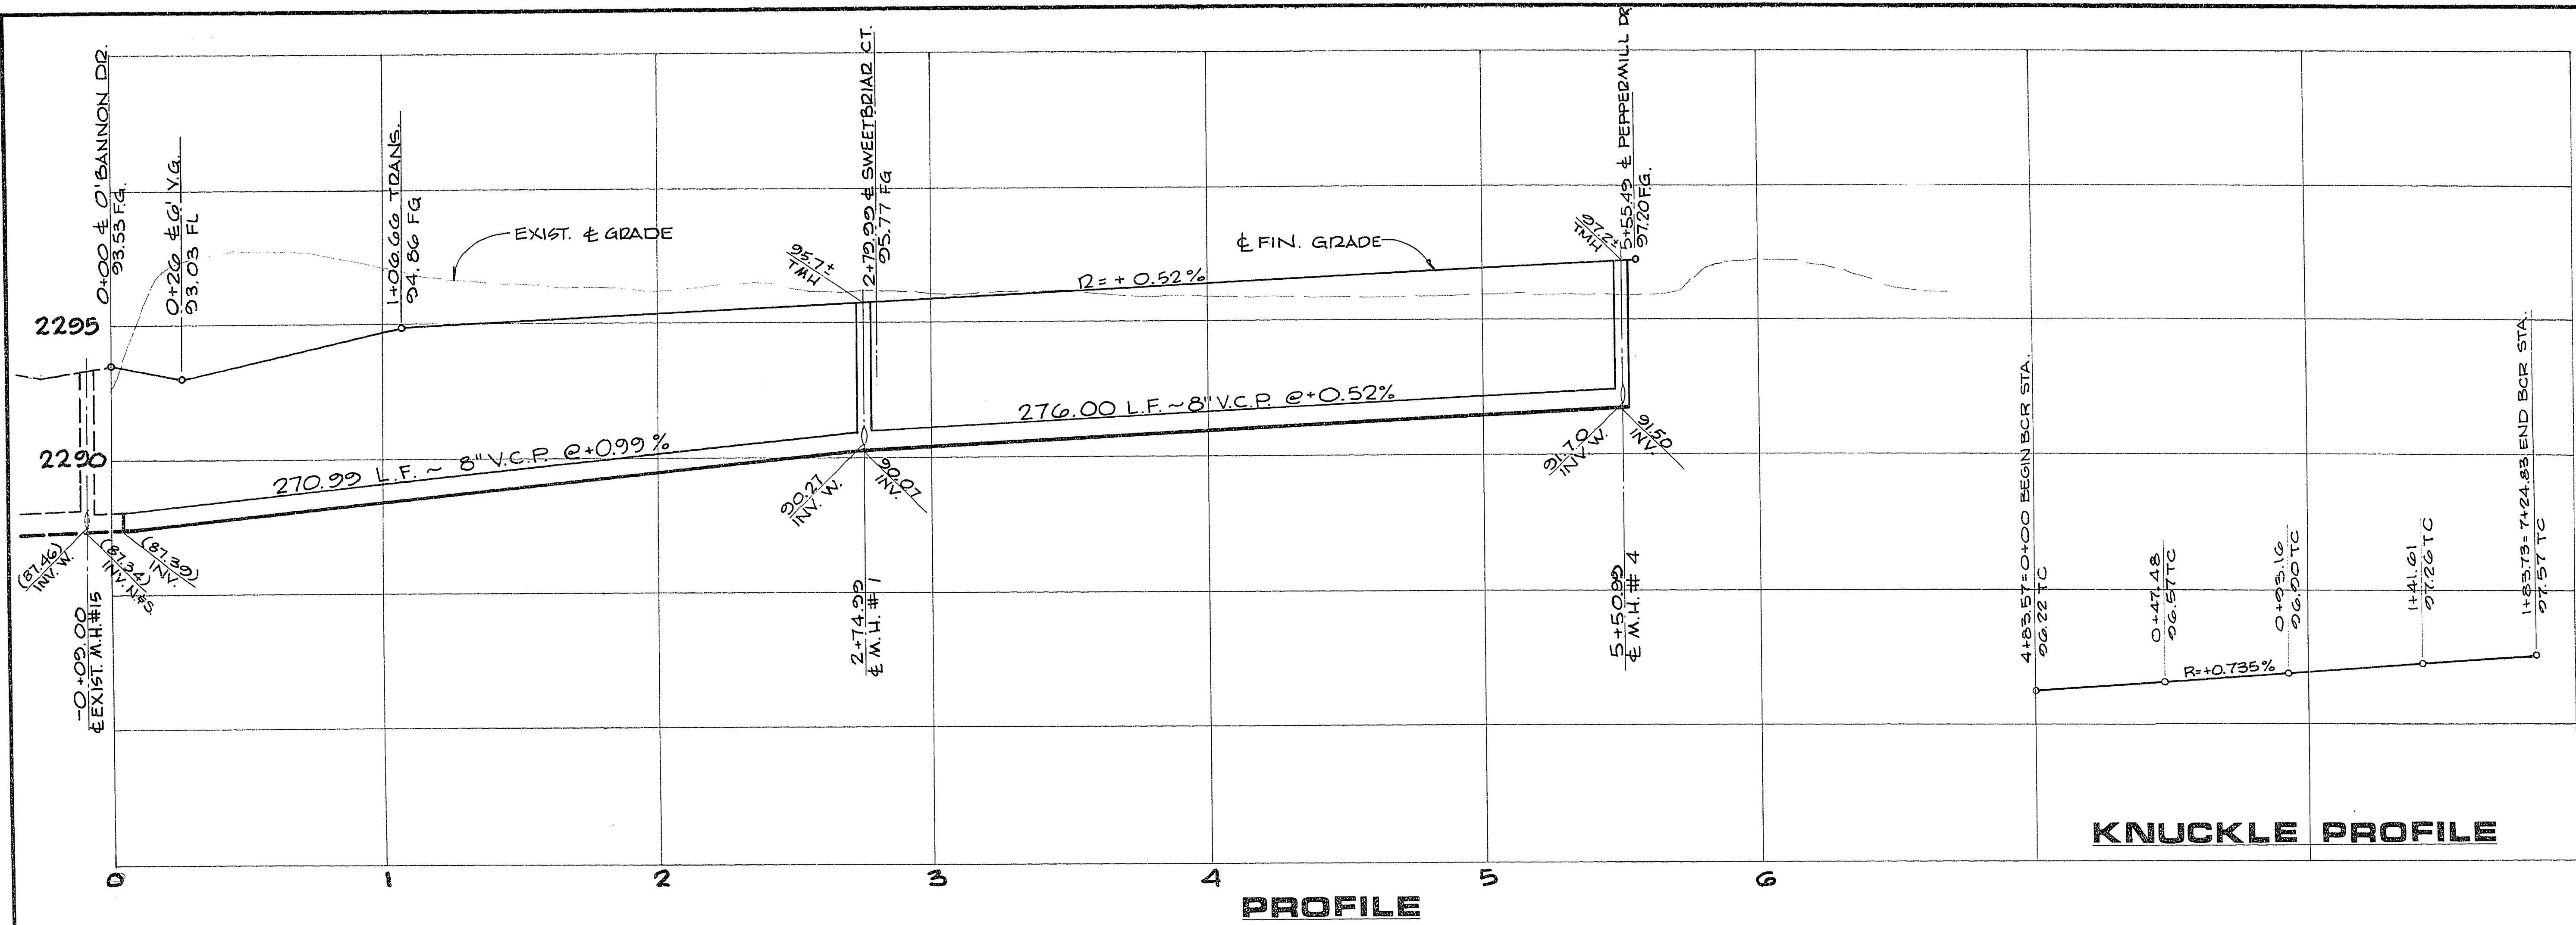 0+00 ℄ O'BANNON DR.
93.53 F.G.
0+26 ℄ 6' V.G.
93.03 FL
1+06.66 TRANS.
94.86 FG
EXIST. ℄ GRADE
95.7±
TMH
2+79.99 ℄ SWEETBRIAR CT.
95.77 FG
R=+0.52%
℄ FIN. GRADE
97.2±
TMH
5+55.49 ℄ PEPPERMILL DR
97.20 F.G.
2295
2290
270.99 L.F. ~ 8" V.C.P. @+0.99%
276.00 L.F. ~ 8" V.C.P. @+0.52%
(87.46)
INV. W.
(87.34)
INV. N.&S.
(87.39)
INV.
90.27
INV. W.
90.07
INV.
91.70
INV. W.
91.50
INV.
-0+09.00
℄ EXIST. M.H. #15
2+74.99
℄ M.H. # 1
5+50.99
℄ M.H. # 4
4+83.57=0+00 BEGIN BCR STA.
96.22 TC
0+47.48
96.57 TC
0+93.16
96.90 TC
1+41.61
97.26 TC
1+83.73=7+24.83 END BCR STA.
97.57 TC
R=+0.735%
KNUCKLE PROFILE
0 1 2 3 4 5 6
PROFILE